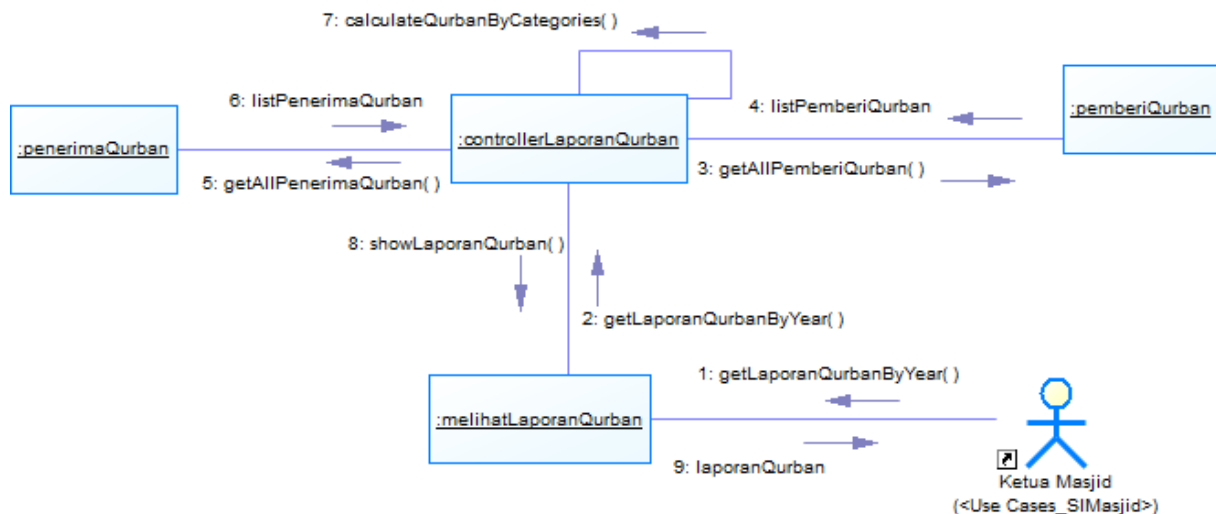 7: calculateQurbanByCategories( )
6: listPenerimaQurban
4: listPemberiQurban
:pemberiQurban
:penerimaQurban
:controllerLaporanQurban
5: getAllPenerimaQurban( )
3: getAllPemberiQurban( )
8: showLaporanQurban( )
2: getLaporanQurbanByYear( )
1: getLaporanQurbanByYear( )
:melihatLaporanQurban
9: laporanQurban
Ketua Masjid
(<Use Cases_SIMasjid>)